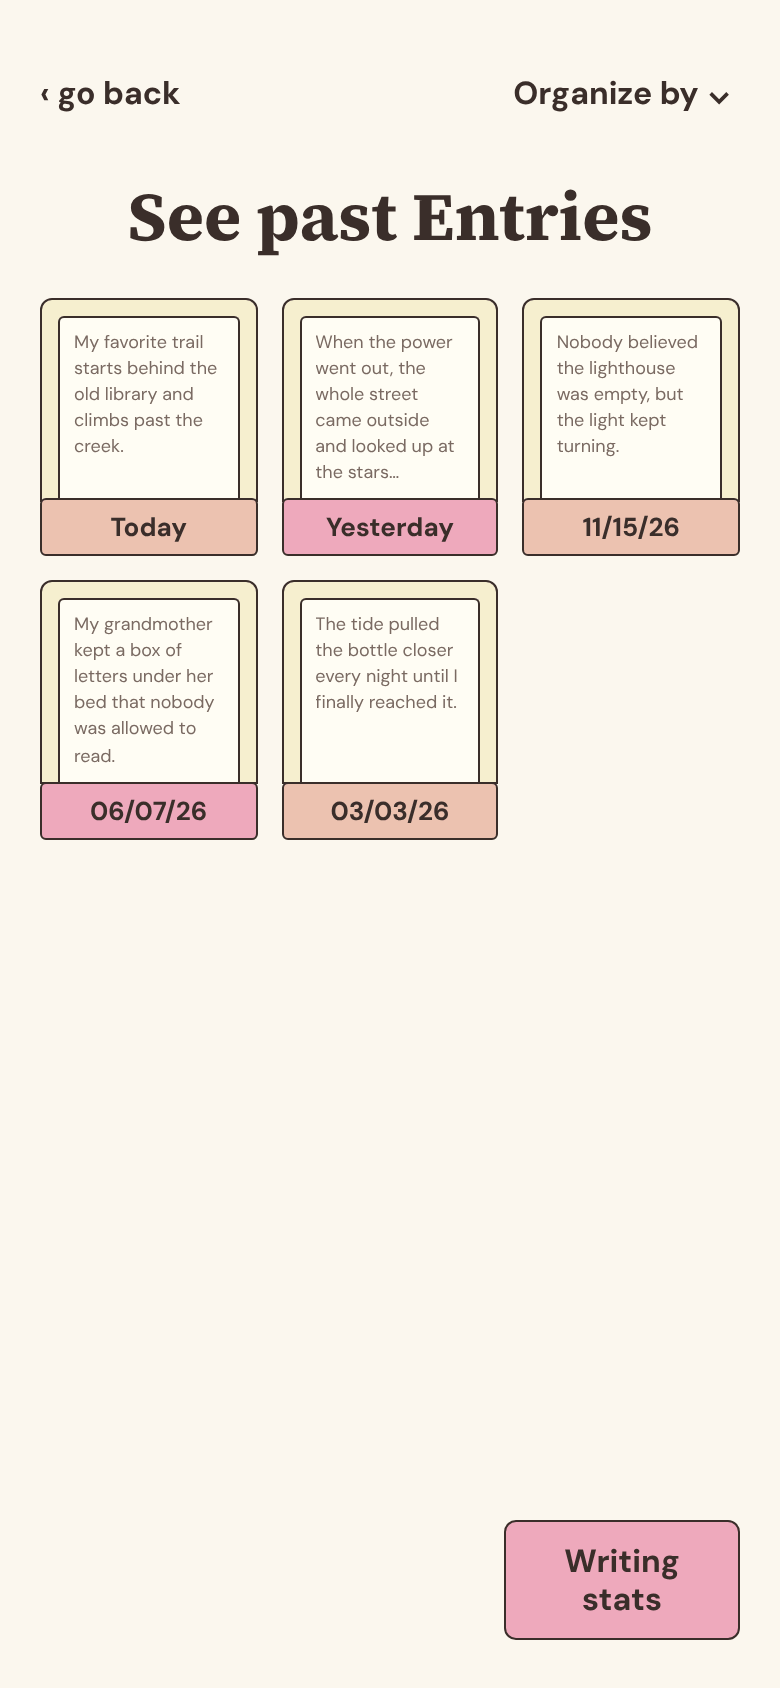 ‹ go back
Organize by
See past Entries
My favorite trail
starts behind the
old library and
climbs past the
creek.
Today
When the power
went out, the
whole street
came outside
and looked up at
the stars...
Yesterday
Nobody believed
the lighthouse
was empty, but
the light kept
turning.
11/15/26
My grandmother
kept a box of
letters under her
bed that nobody
was allowed to
read.
06/07/26
The tide pulled
the bottle closer
every night until I
finally reached it.
03/03/26
Writing
stats